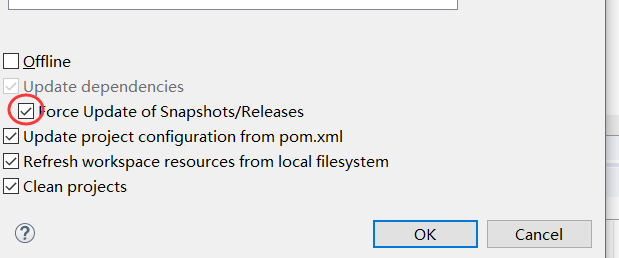 Offline
Update dependencies
Force Update of Snapshots/Releases
Update project configuration from pom.xml
Refresh workspace resources from local filesystem
Clean projects
?
OK
Cancel